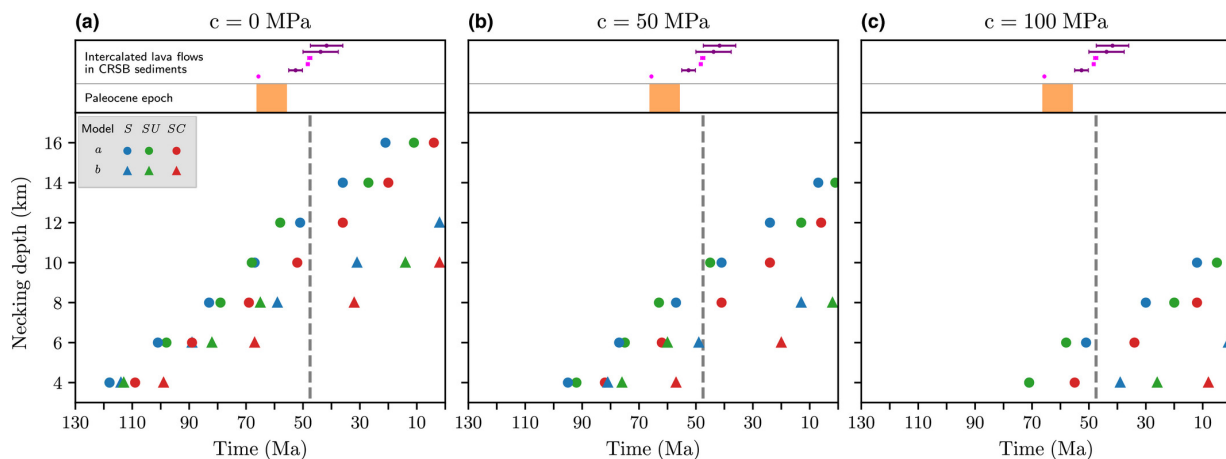 (a) c = 0 MPa
(b) c = 50 MPa
(c) c = 100 MPa
Intercalated lava flows
in CRSB sediments
Paleocene epoch
Model S SU SC
a
b
Necking depth (km)
16
14
12
10
8
6
4
130 110 90 70 50 30 10
130 110 90 70 50 30 10
130 110 90 70 50 30 10
Time (Ma)
Time (Ma)
Time (Ma)